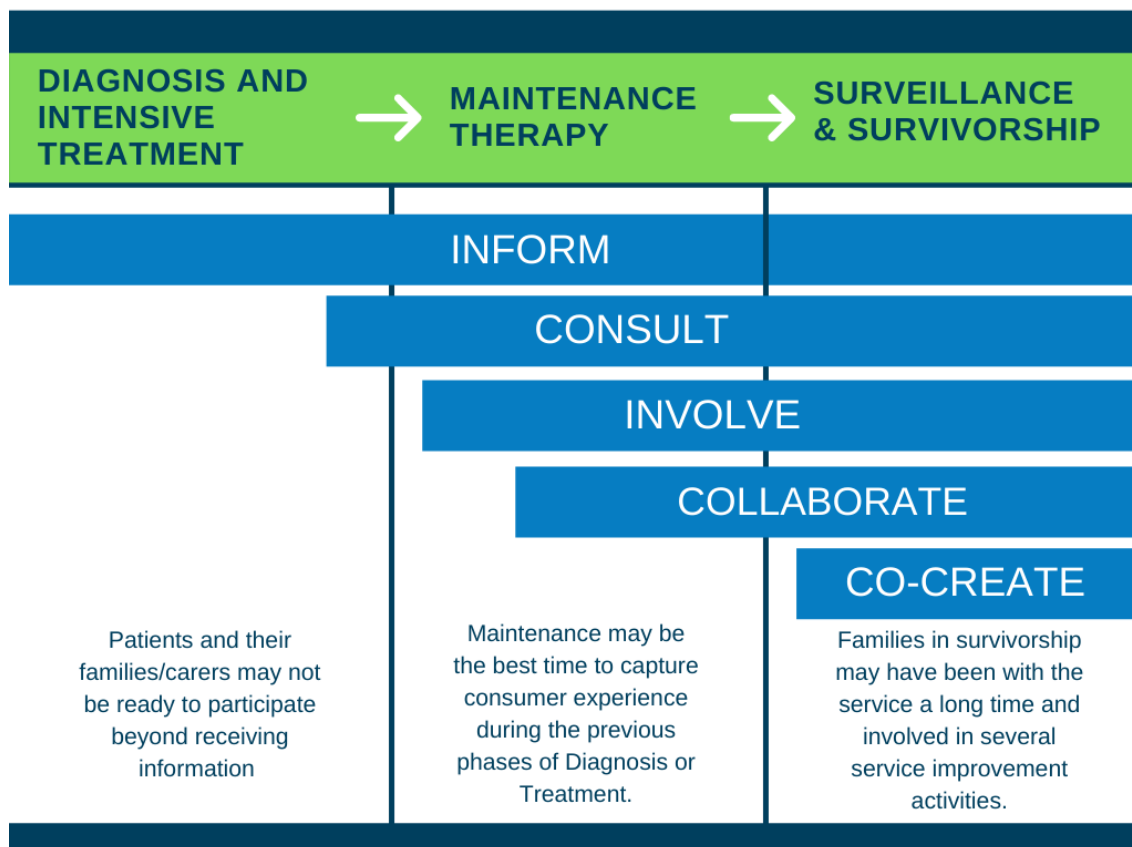 DIAGNOSIS AND
INTENSIVE
TREATMENT
MAINTENANCE
THERAPY
SURVEILLANCE
& SURVIVORSHIP
INFORM
CONSULT
INVOLVE
COLLABORATE
CO-CREATE
Patients and their
families/carers may not
be ready to participate
beyond receiving
information
Maintenance may be
the best time to capture
consumer experience
during the previous
phases of Diagnosis or
Treatment.
Families in survivorship
may have been with the
service a long time and
involved in several
service improvement
activities.